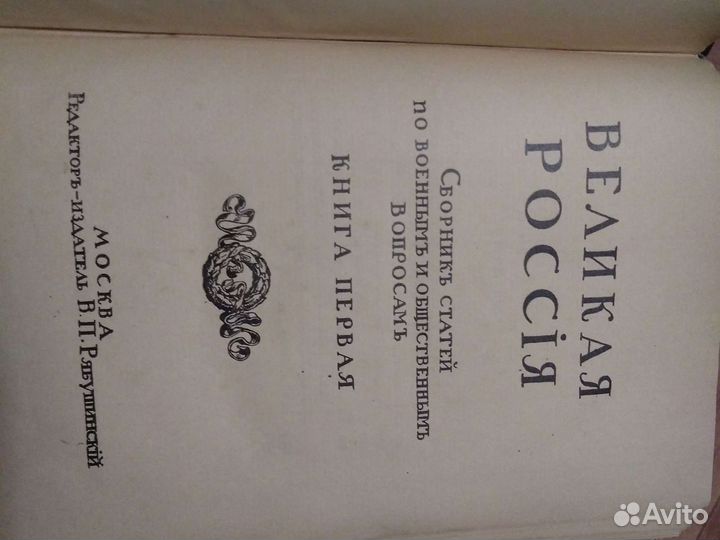 ВЕЛИКАЯ
РОССІЯ
Сборникъ статей
по военнымъ и общественнымъ
вопросамъ
КНИГА ПЕРВАЯ
МОСКВА
Редакторъ-издатель В.П. Рябушинскій
Avito